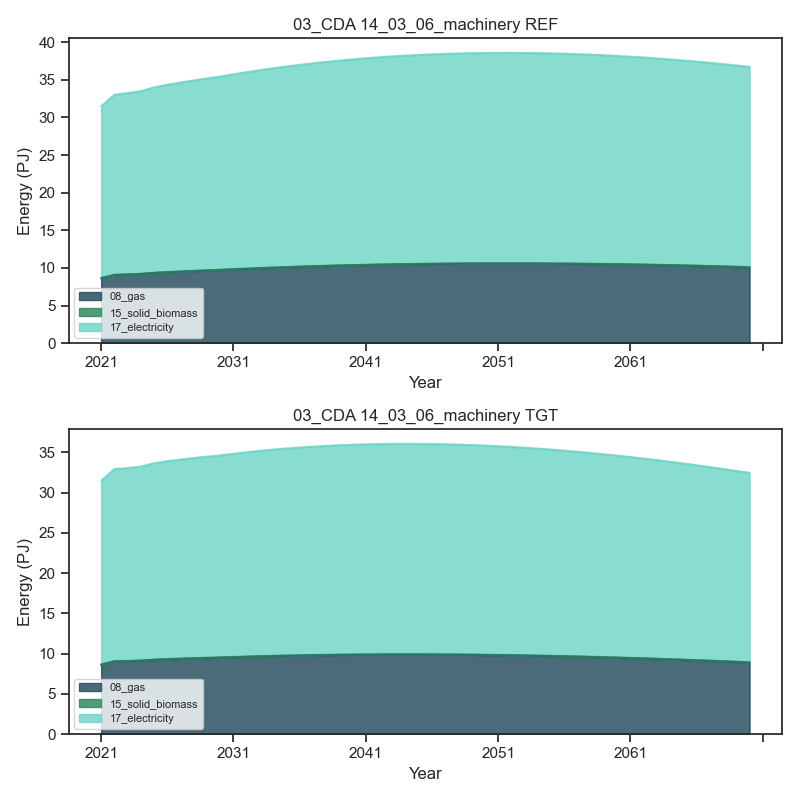 03_CDA 14_03_06_machinery REF
40
35
30
25
20
15
10
5
0
Energy (PJ)
08_gas
15_solid_biomass
17_electricity
2021 2031 2041 2051 2061
Year
03_CDA 14_03_06_machinery TGT
35
30
25
20
15
10
5
0
Energy (PJ)
08_gas
15_solid_biomass
17_electricity
2021 2031 2041 2051 2061
Year